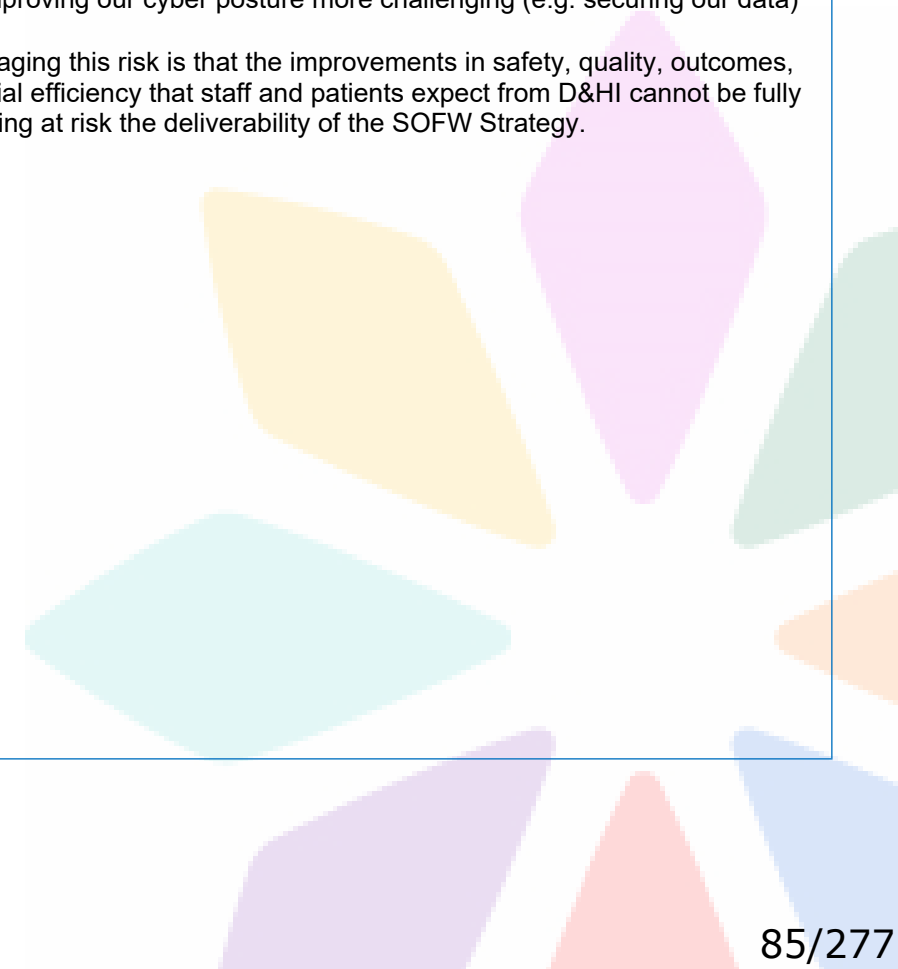 proving our cyber posture more challenging (e.g. securing our data)
aging this risk is that the improvements in safety, quality, outcomes,
ial efficiency that staff and patients expect from D&HI cannot be fully
ing at risk the deliverability of the SOFW Strategy.
85/277